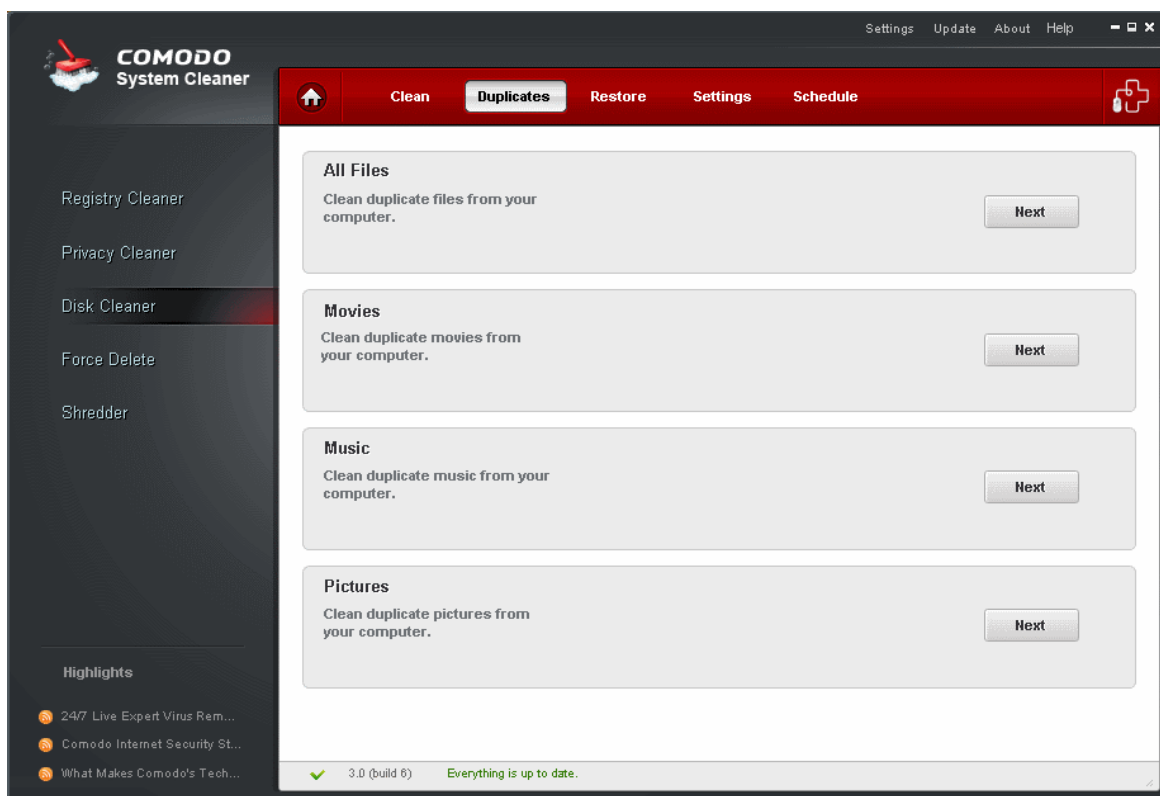 Settings Update About Help
COMODO
System Cleaner
Clean Duplicates Restore Settings Schedule
Registry Cleaner
Privacy Cleaner
Disk Cleaner
Force Delete
Shredder
Highlights
24/7 Live Expert Virus Rem...
Comodo Internet Security St...
What Makes Comodo's Tech...
All Files
Clean duplicate files from your
computer.
Next
Movies
Clean duplicate movies from
your computer.
Next
Music
Clean duplicate music from your
computer.
Next
Pictures
Clean duplicate pictures from
your computer.
Next
3.0 (build 6) Everything is up to date.